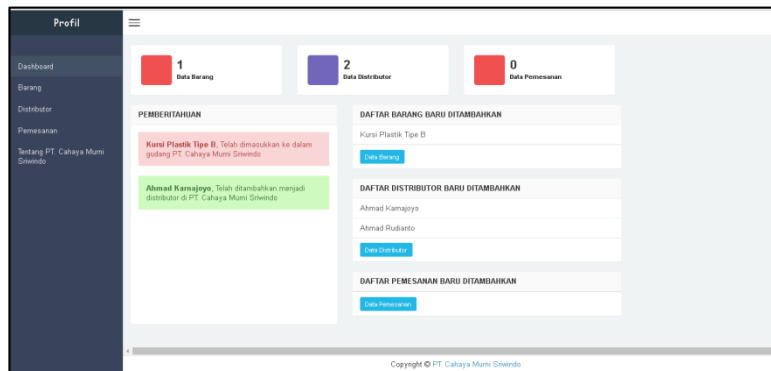 Profil
Dashboard
Barang
Distributor
Pemesanan
Tentang PT. Cahaya Murni
Sriwindo
1
Data Barang
2
Data Distributor
0
Data Pemesanan
PEMBERITAHUAN
Kursi Plastik Tipe B, Telah dimasukkan ke dalam
gudang PT. Cahaya Murni Sriwindo
Ahmad Kamajoyo, Telah ditambahkan menjadi
distributor di PT. Cahaya Murni Sriwindo
DAFTAR BARANG BARU DITAMBAHKAN
Kursi Plastik Tipe B
Data Barang
DAFTAR DISTRIBUTOR BARU DITAMBAHKAN
Ahmad Kamajoyo
Ahmad Rudianto
Data Distributor
DAFTAR PEMESANAN BARU DITAMBAHKAN
Data Pemesanan
Copyright © PT. Cahaya Murni Sriwindo